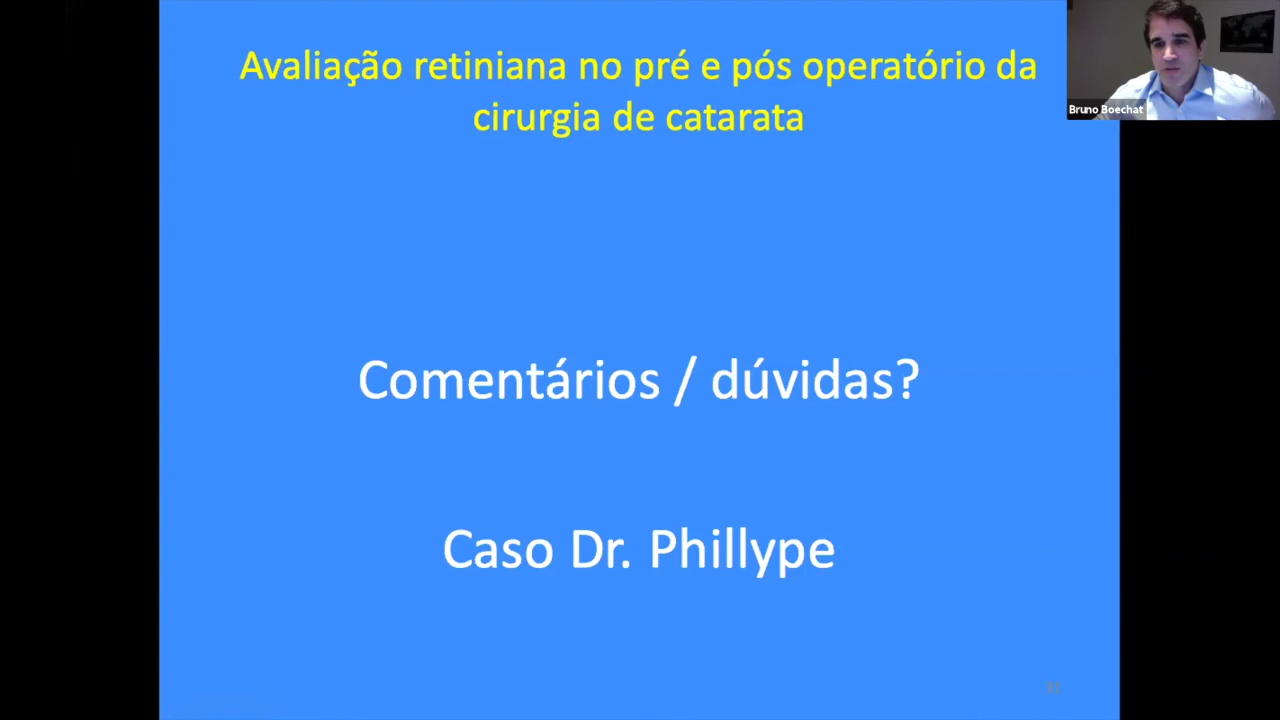 Avaliação retiniana no pré e pós operatório da
cirurgia de catarata
Bruno Boechat
Comentários / dúvidas?
Caso Dr. Phillype